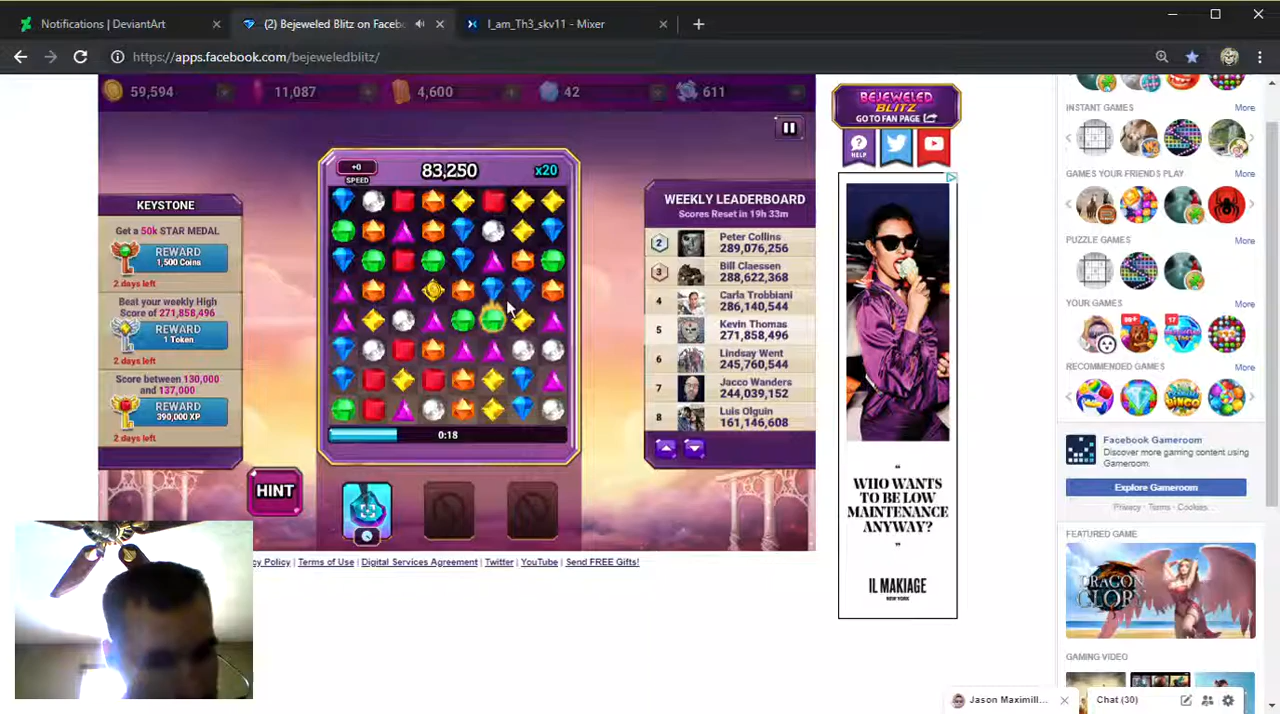 Notifications | DeviantArt
(2) Bejeweled Blitz on Facebo
I_am_Th3_skv11 - Mixer
https://apps.facebook.com/bejeweledblitz/
59,594
11,087
4,600
42
611
+0
SPEED
83,250
x20
KEYSTONE
Get a 50k STAR MEDAL
REWARD
1,500 Coins
2 days left
Beat your weekly High
Score of 271,858,496
REWARD
1 Token
2 days left
Score between 130,000
and 137,000
REWARD
390,000 XP
2 days left
0:18
HINT
WEEKLY LEADERBOARD
Scores Reset in 19h 33m
2
Peter Collins
289,076,256
3
Bill Claessen
288,622,368
4
Carla Trobbiani
286,140,544
5
Kevin Thomas
271,858,496
6
Lindsay Went
245,760,544
7
Jacco Wanders
244,039,152
8
Luis Olguin
161,146,608
cy Policy | Terms of Use | Digital Services Agreement | Twitter | YouTube | Send FREE Gifts!
BEJEWELED
BLITZ
GO TO FAN PAGE
HELP
"
WHO WANTS
TO BE LOW
MAINTENANCE
ANYWAY?
"
IL MAKIAGE
NEW YORK
INSTANT GAMES
More
GAMES YOUR FRIENDS PLAY
More
PUZZLE GAMES
More
YOUR GAMES
More
99+
17
RECOMMENDED GAMES
More
BINGO
Facebook Gameroom
Discover more gaming content using
Gameroom.
Explore Gameroom
Privacy · Terms · Cookies...
FEATURED GAME
DRAGON
GLORY
GAMING VIDEO
Jason Maximill...
Chat (30)